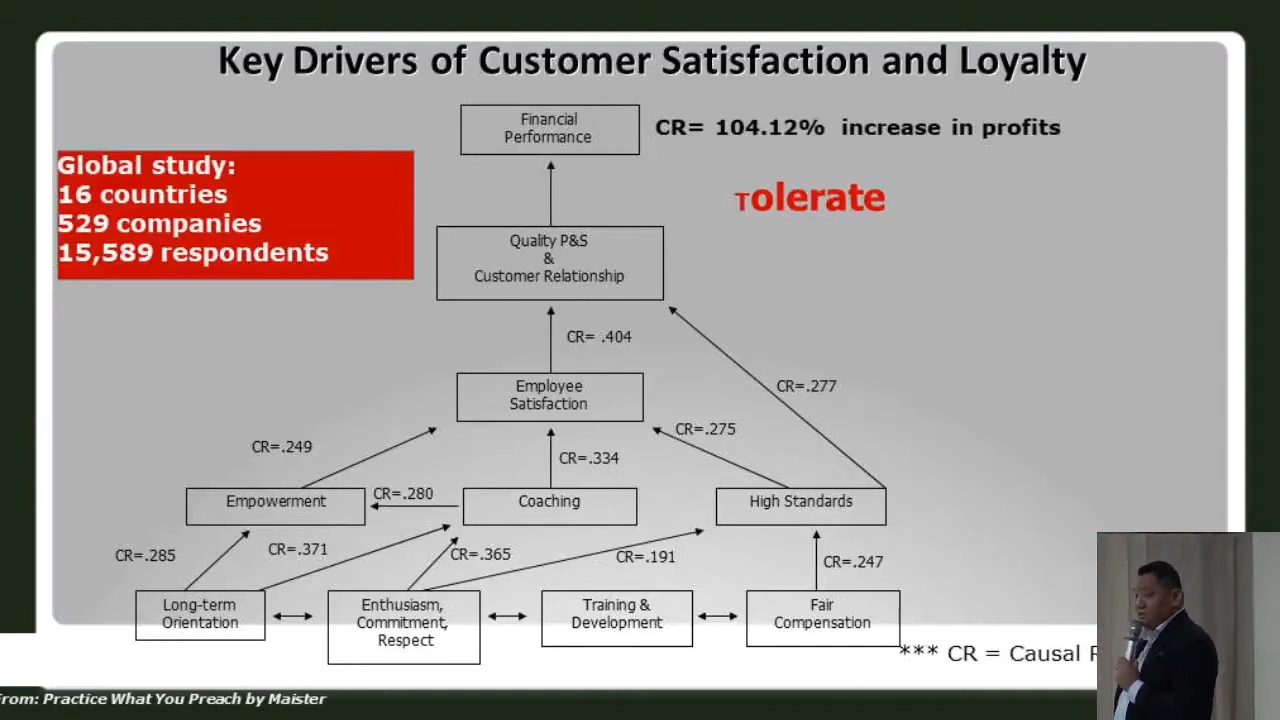 Key Drivers of Customer Satisfaction and Loyalty
Financial
Performance
CR= 104.12% increase in profits
Global study:
16 countries
529 companies
15,589 respondents
Tolerate
Quality P&S
&
Customer Relationship
CR= .404
CR=.277
Employee
Satisfaction
CR=.249
CR=.334
CR=.275
Empowerment
CR=.280
Coaching
High Standards
CR=.285
CR=.371
CR=.365
CR=.191
CR=.247
Long-term
Orientation
Enthusiasm,
Commitment,
Respect
Training &
Development
Fair
Compensation
*** CR = Causal
From: Practice What You Preach by Maister